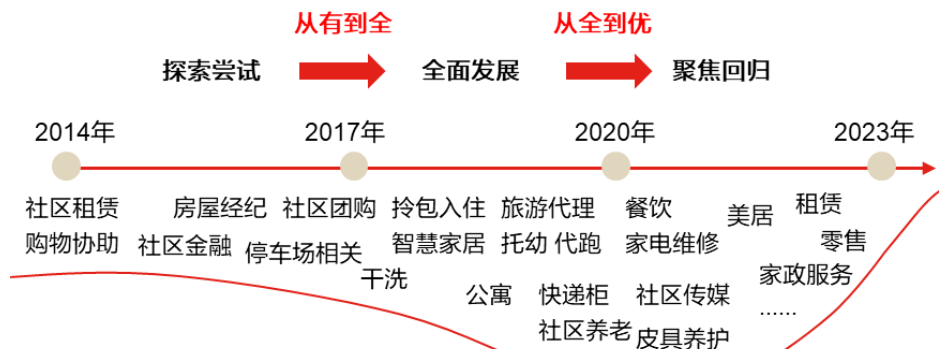 从有到全 从全到优
探索尝试 全面发展 聚焦回归
2014年 2017年 2020年 2023年
社区租赁 房屋经纪 社区团购 拎包入住 旅游代理 餐饮 美居 租赁
购物协助 社区金融 停车场相关 智慧家居 托幼 代跑 家电维修 零售
干洗 家政服务
公寓 快递柜 社区传媒 ......
社区养老 皮具养护